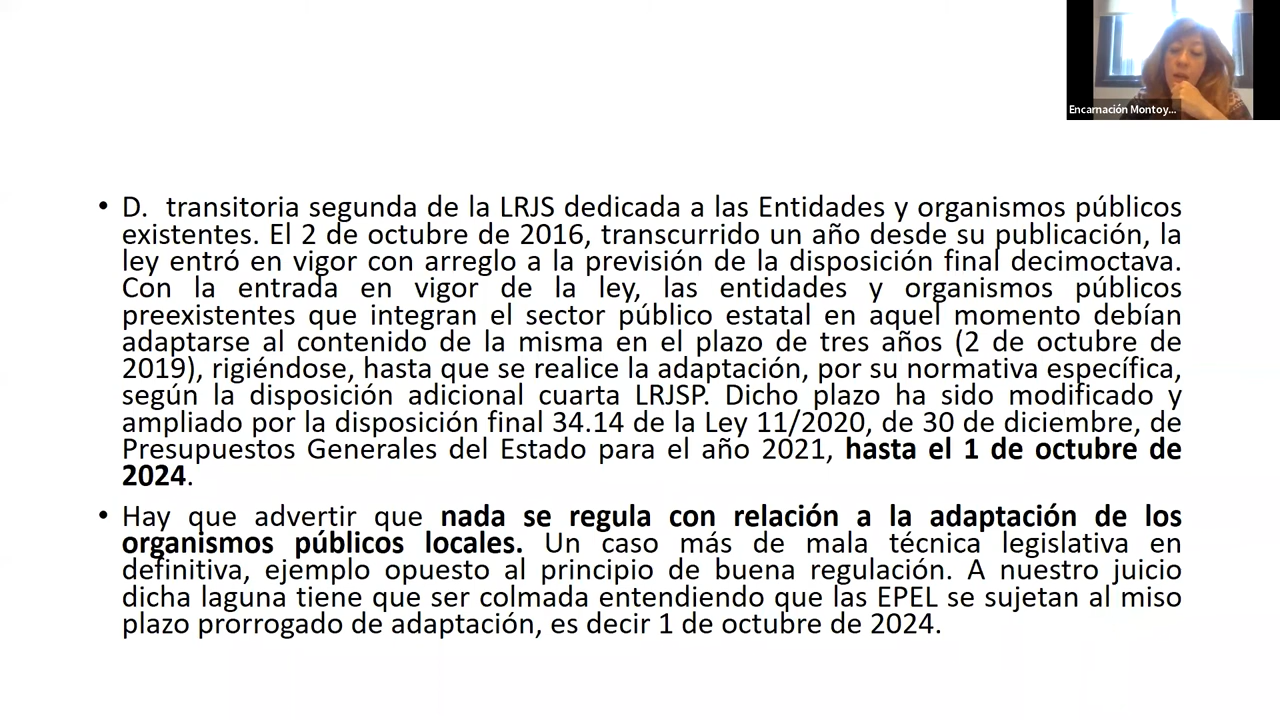 Encarnación Montoy...
• D. transitoria segunda de la LRJS dedicada a las Entidades y organismos públicos
existentes. El 2 de octubre de 2016, transcurrido un año desde su publicación, la
ley entró en vigor con arreglo a la previsión de la disposición final decimoctava.
Con la entrada en vigor de la ley, las entidades y organismos públicos
preexistentes que integran el sector público estatal en aquel momento debían
adaptarse al contenido de la misma en el plazo de tres años (2 de octubre de
2019), rigiéndose, hasta que se realice la adaptación, por su normativa específica,
según la disposición adicional cuarta LRJSP. Dicho plazo ha sido modificado y
ampliado por la disposición final 34.14 de la Ley 11/2020, de 30 de diciembre, de
Presupuestos Generales del Estado para el año 2021, hasta el 1 de octubre de
2024.
• Hay que advertir que nada se regula con relación a la adaptación de los
organismos públicos locales. Un caso más de mala técnica legislativa en
definitiva, ejemplo opuesto al principio de buena regulación. A nuestro juicio
dicha laguna tiene que ser colmada entendiendo que las EPEL se sujetan al miso
plazo prorrogado de adaptación, es decir 1 de octubre de 2024.